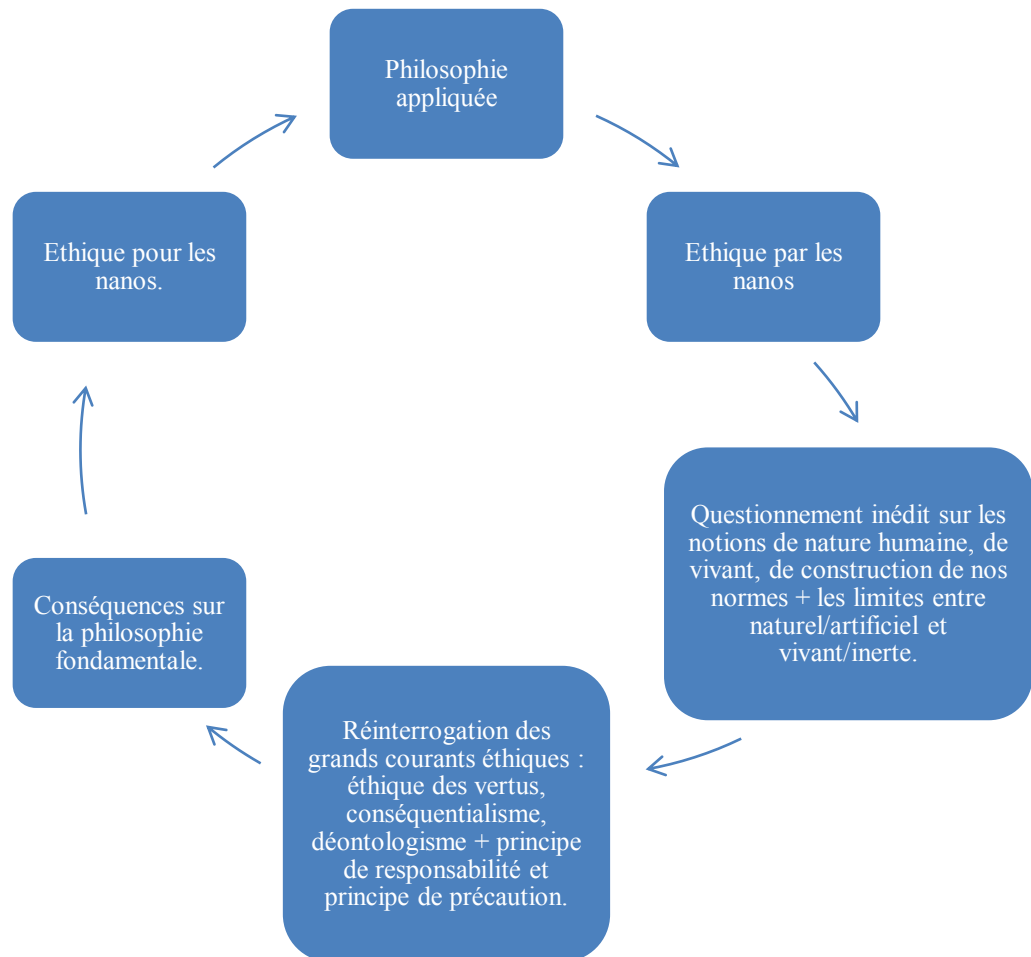 Philosophie
appliquée
Ethique par les
nanos
Questionnement inédit sur les
notions de nature humaine, de
vivant, de construction de nos
normes + les limites entre
naturel/artificiel et
vivant/inerte.
Réinterrogation des
grands courants éthiques :
éthique des vertus,
conséquentialisme,
déontologisme + principe
de responsabilité et
principe de précaution.
Conséquences sur
la philosophie
fondamentale.
Ethique pour les
nanos.